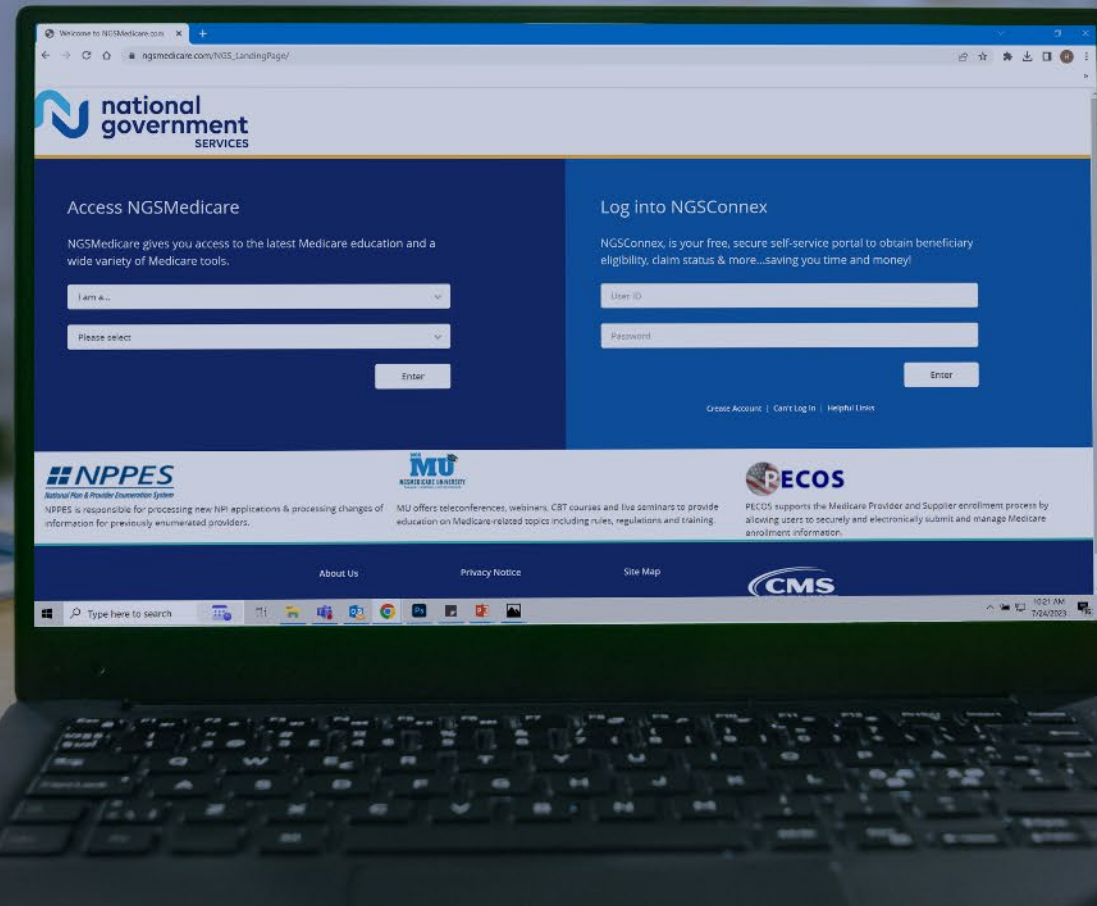 Welcome to NGSMedicare.com
ngsmedicare.com/NGS_LandingPage/
national
government
SERVICES
Access NGSMedicare
NGSMedicare gives you access to the latest Medicare education and a
wide variety of Medicare tools.
I am a...
Please select
Enter
Log into NGSConnex
NGSConnex, is your free, secure self-service portal to obtain beneficiary
eligibility, claim status & more...saving you time and money!
User ID
Password
Enter
Create Account | Can't Log In | Helpful Links
NPPES
National Plan & Provider Enumeration System
NPPES is responsible for processing new NPI applications & processing changes of
information for previously enumerated providers.
MU
NGSMEDICARE UNIVERSITY
MU offers teleconferences, webinars, CBT courses and live seminars to provide
education on Medicare-related topics including rules, regulations and training.
PECOS
PECOS supports the Medicare Provider and Supplier enrollment process by
allowing users to securely and electronically submit and manage Medicare
enrollment information.
About Us
Privacy Notice
Site Map
CMS
Type here to search
Ps
10:21 AM
7/24/2023